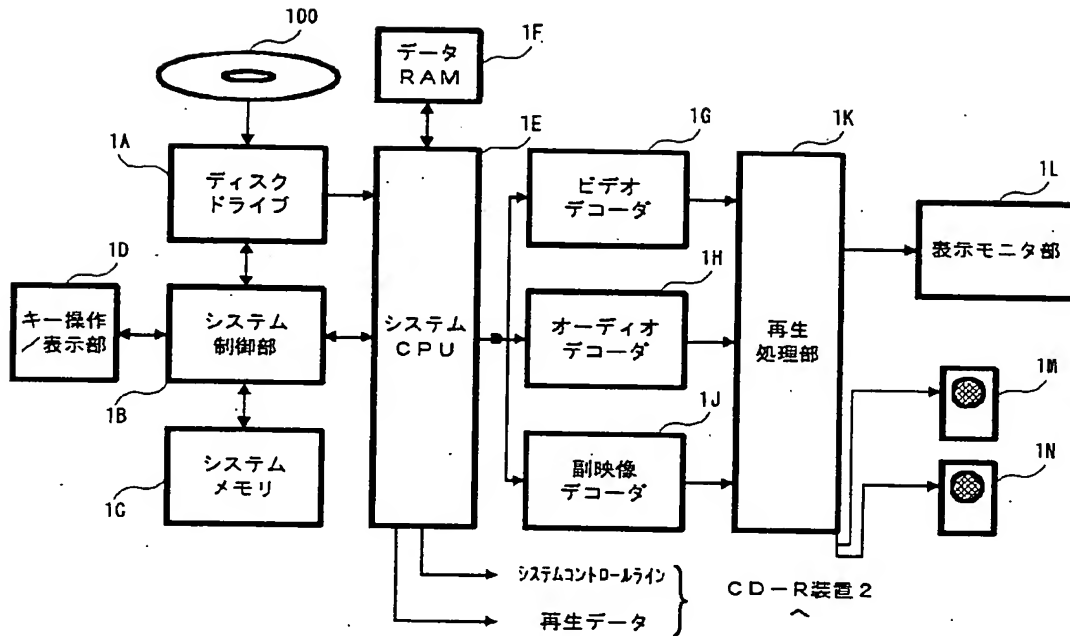 100
データ
RAM
1F
1A
ディスク
ドライブ
1E
1G
ビデオ
デコーダ
1K
1L
表示モニタ部
1D
キー操作
／表示部
システム
制御部
1B
システム
CPU
1H
オーディオ
デコーダ
再生
処理部
1M
システム
メモリ
1C
1J
副映像
デコーダ
1N
システムコントロールライン
再生データ
CD－R装置2
へ